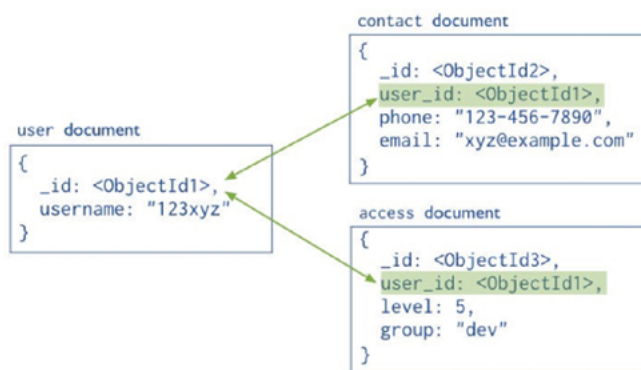 user document
{
_id: <ObjectId1>,
username: "123xyz"
}
contact document
{
_id: <ObjectId2>,
user_id: <ObjectId1>,
phone: "123-456-7890",
email: "xyz@example.com"
}
access document
{
_id: <ObjectId3>,
user_id: <ObjectId1>,
level: 5,
group: "dev"
}